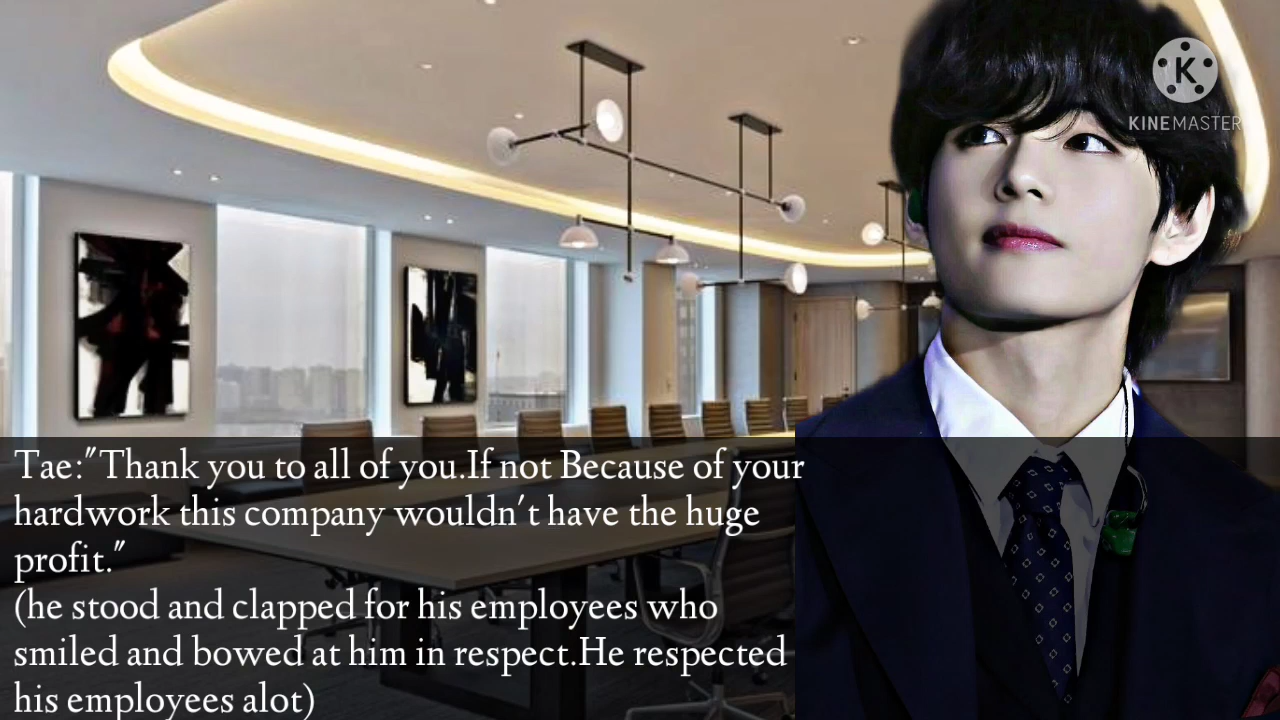 K
KINEMASTER
Tae:"Thank you to all of you.If not Because of your
hardwork this company wouldn't have the huge
profit."
(he stood and clapped for his employees who
smiled and bowed at him in respect.He respected
his employees alot)